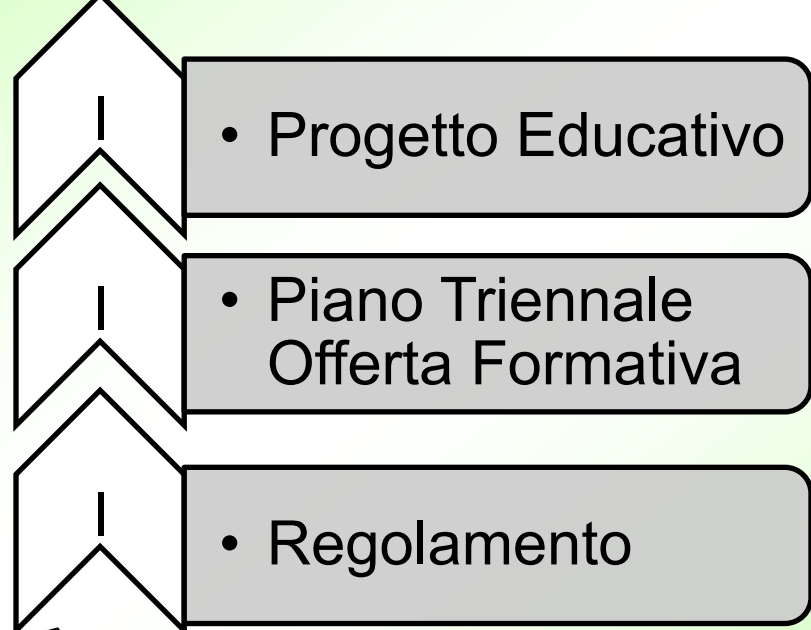 I
• Progetto Educativo
I
• Piano Triennale
Offerta Formativa
I
• Regolamento